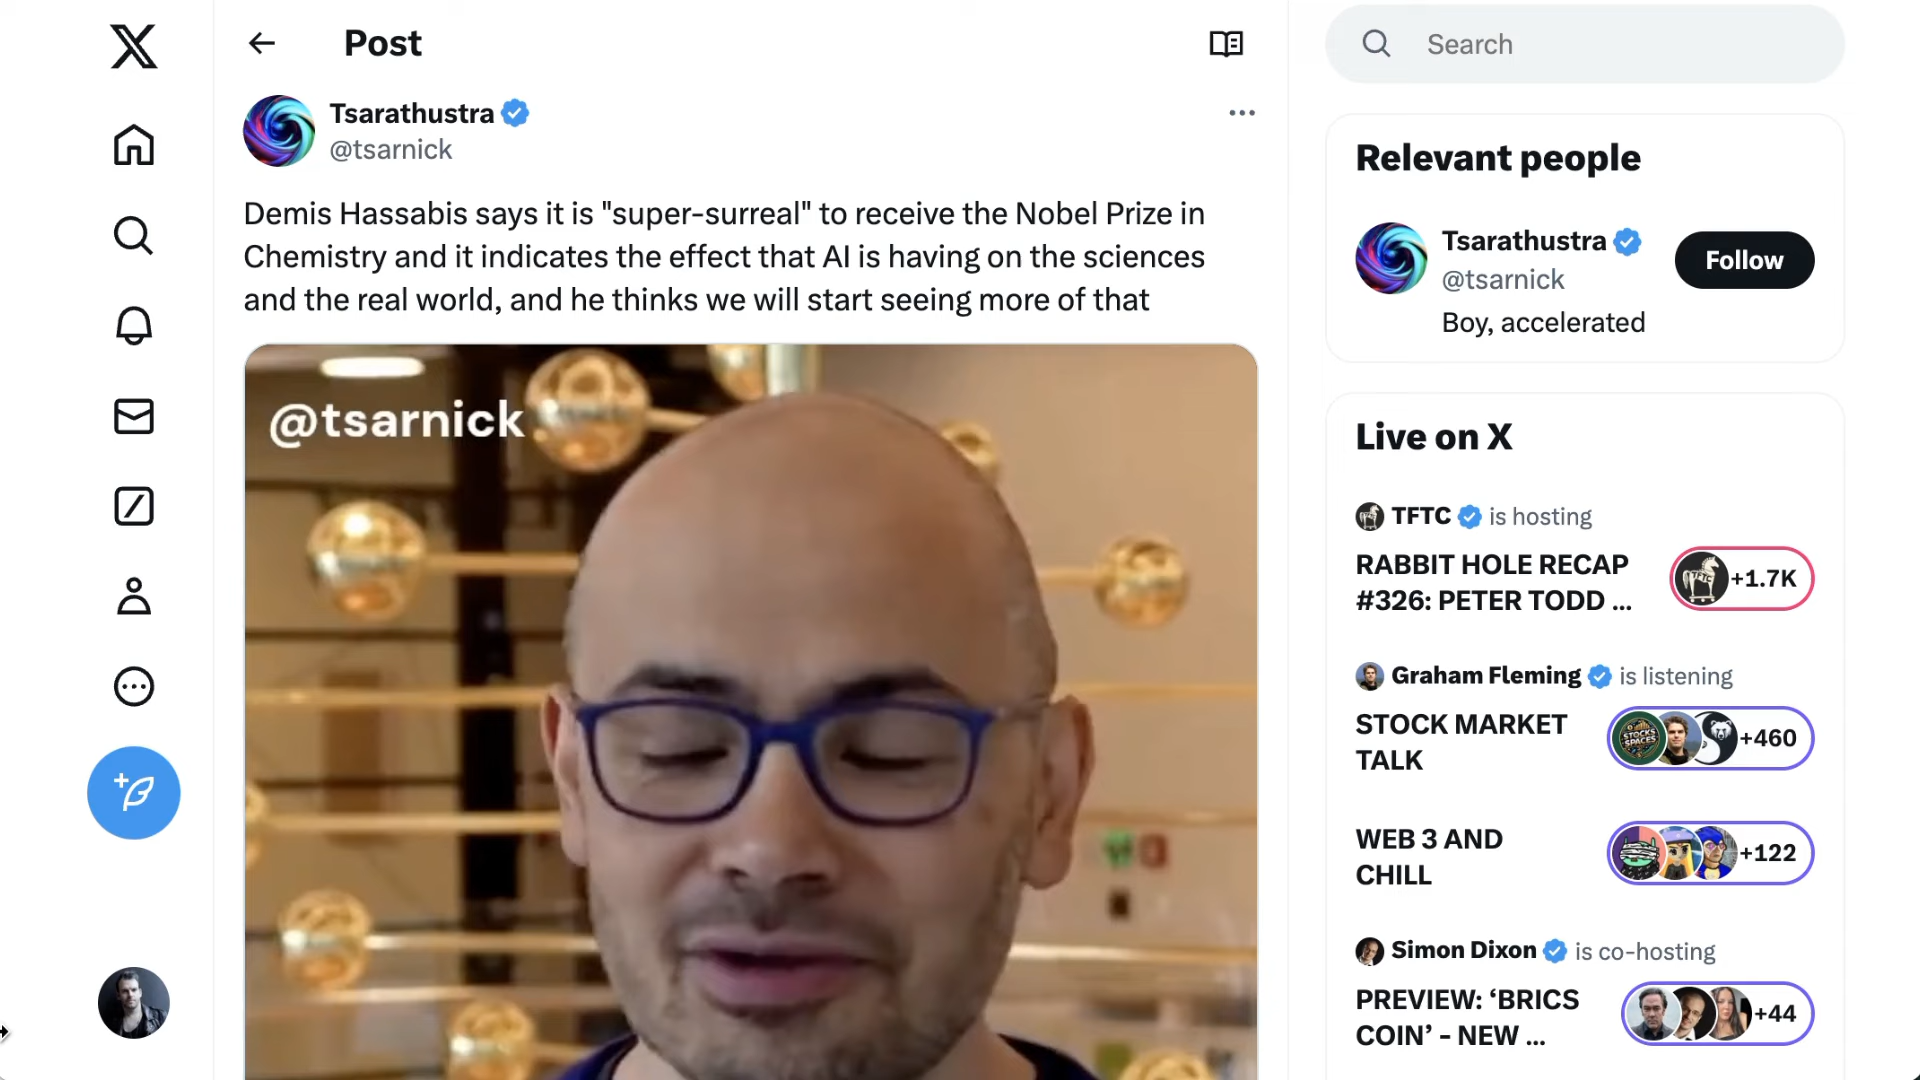 Post
Tsarathustra
@tsarnick
Demis Hassabis says it is "super-surreal" to receive the Nobel Prize in
Chemistry and it indicates the effect that AI is having on the sciences
and the real world, and he thinks we will start seeing more of that
@tsarnick
Search
Relevant people
Tsarathustra
@tsarnick
Follow
Boy, accelerated
Live on X
TFTC is hosting
RABBIT HOLE RECAP
#326: PETER TODD ...
TFTC
+1.7K
Graham Fleming is listening
STOCK MARKET
TALK
STOCKS
SPACES
+460
WEB 3 AND
CHILL
+122
Simon Dixon is co-hosting
PREVIEW: ‘BRICS
COIN’ - NEW ...
+44